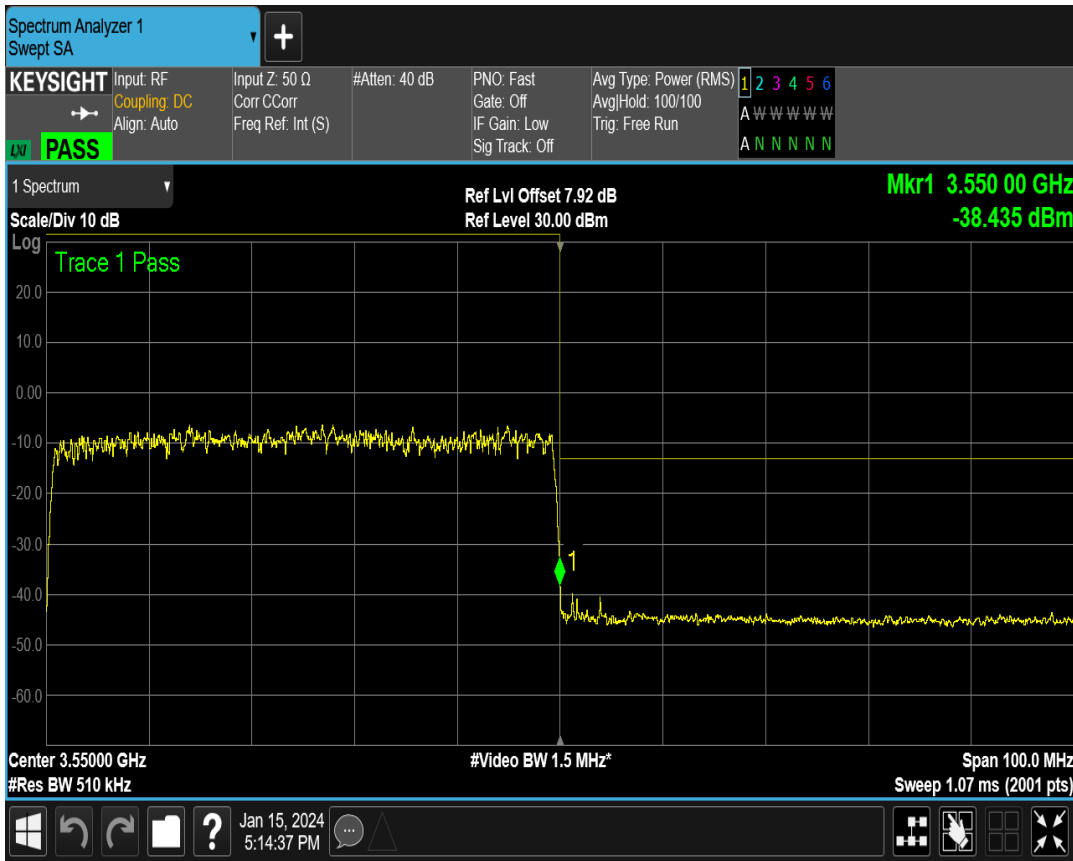 Spectrum Analyzer 1
Swept SA
+
KEYSIGHT
LXI PASS
Input: RF
Coupling: DC
Align: Auto
Input Z: 50 Ω
Corr CCorr
Freq Ref: Int (S)
#Atten: 40 dB
PNO: Fast
Gate: Off
IF Gain: Low
Sig Track: Off
Avg Type: Power (RMS)
Avg|Hold: 100/100
Trig: Free Run
1 2 3 4 5 6
A W W W W W
A N N N N N
1 Spectrum
Scale/Div 10 dB
Ref Lvl Offset 7.92 dB
Ref Level 30.00 dBm
Mkr1 3.550 00 GHz
-38.435 dBm
Log
Trace 1 Pass
20.0
10.0
0.00
-10.0
-20.0
-30.0
1
-40.0
-50.0
-60.0
Center 3.55000 GHz
#Res BW 510 kHz
#Video BW 1.5 MHz*
Span 100.0 MHz
Sweep 1.07 ms (2001 pts)
?
Jan 15, 2024
5:14:37 PM